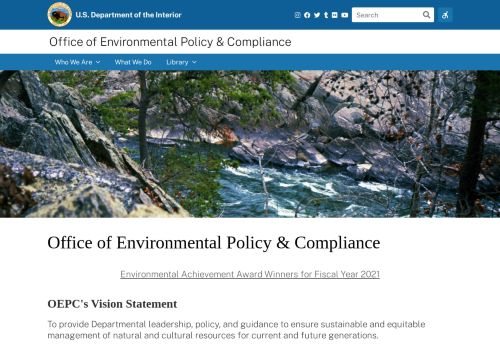 U.S. Department of the Interior
Search
Office of Environmental Policy & Compliance
Who We Are
What We Do
Library
Office of Environmental Policy & Compliance
Environmental Achievement Award Winners for Fiscal Year 2021
OEPC's Vision Statement
To provide Departmental leadership, policy, and guidance to ensure sustainable and equitable
management of natural and cultural resources for current and future generations.